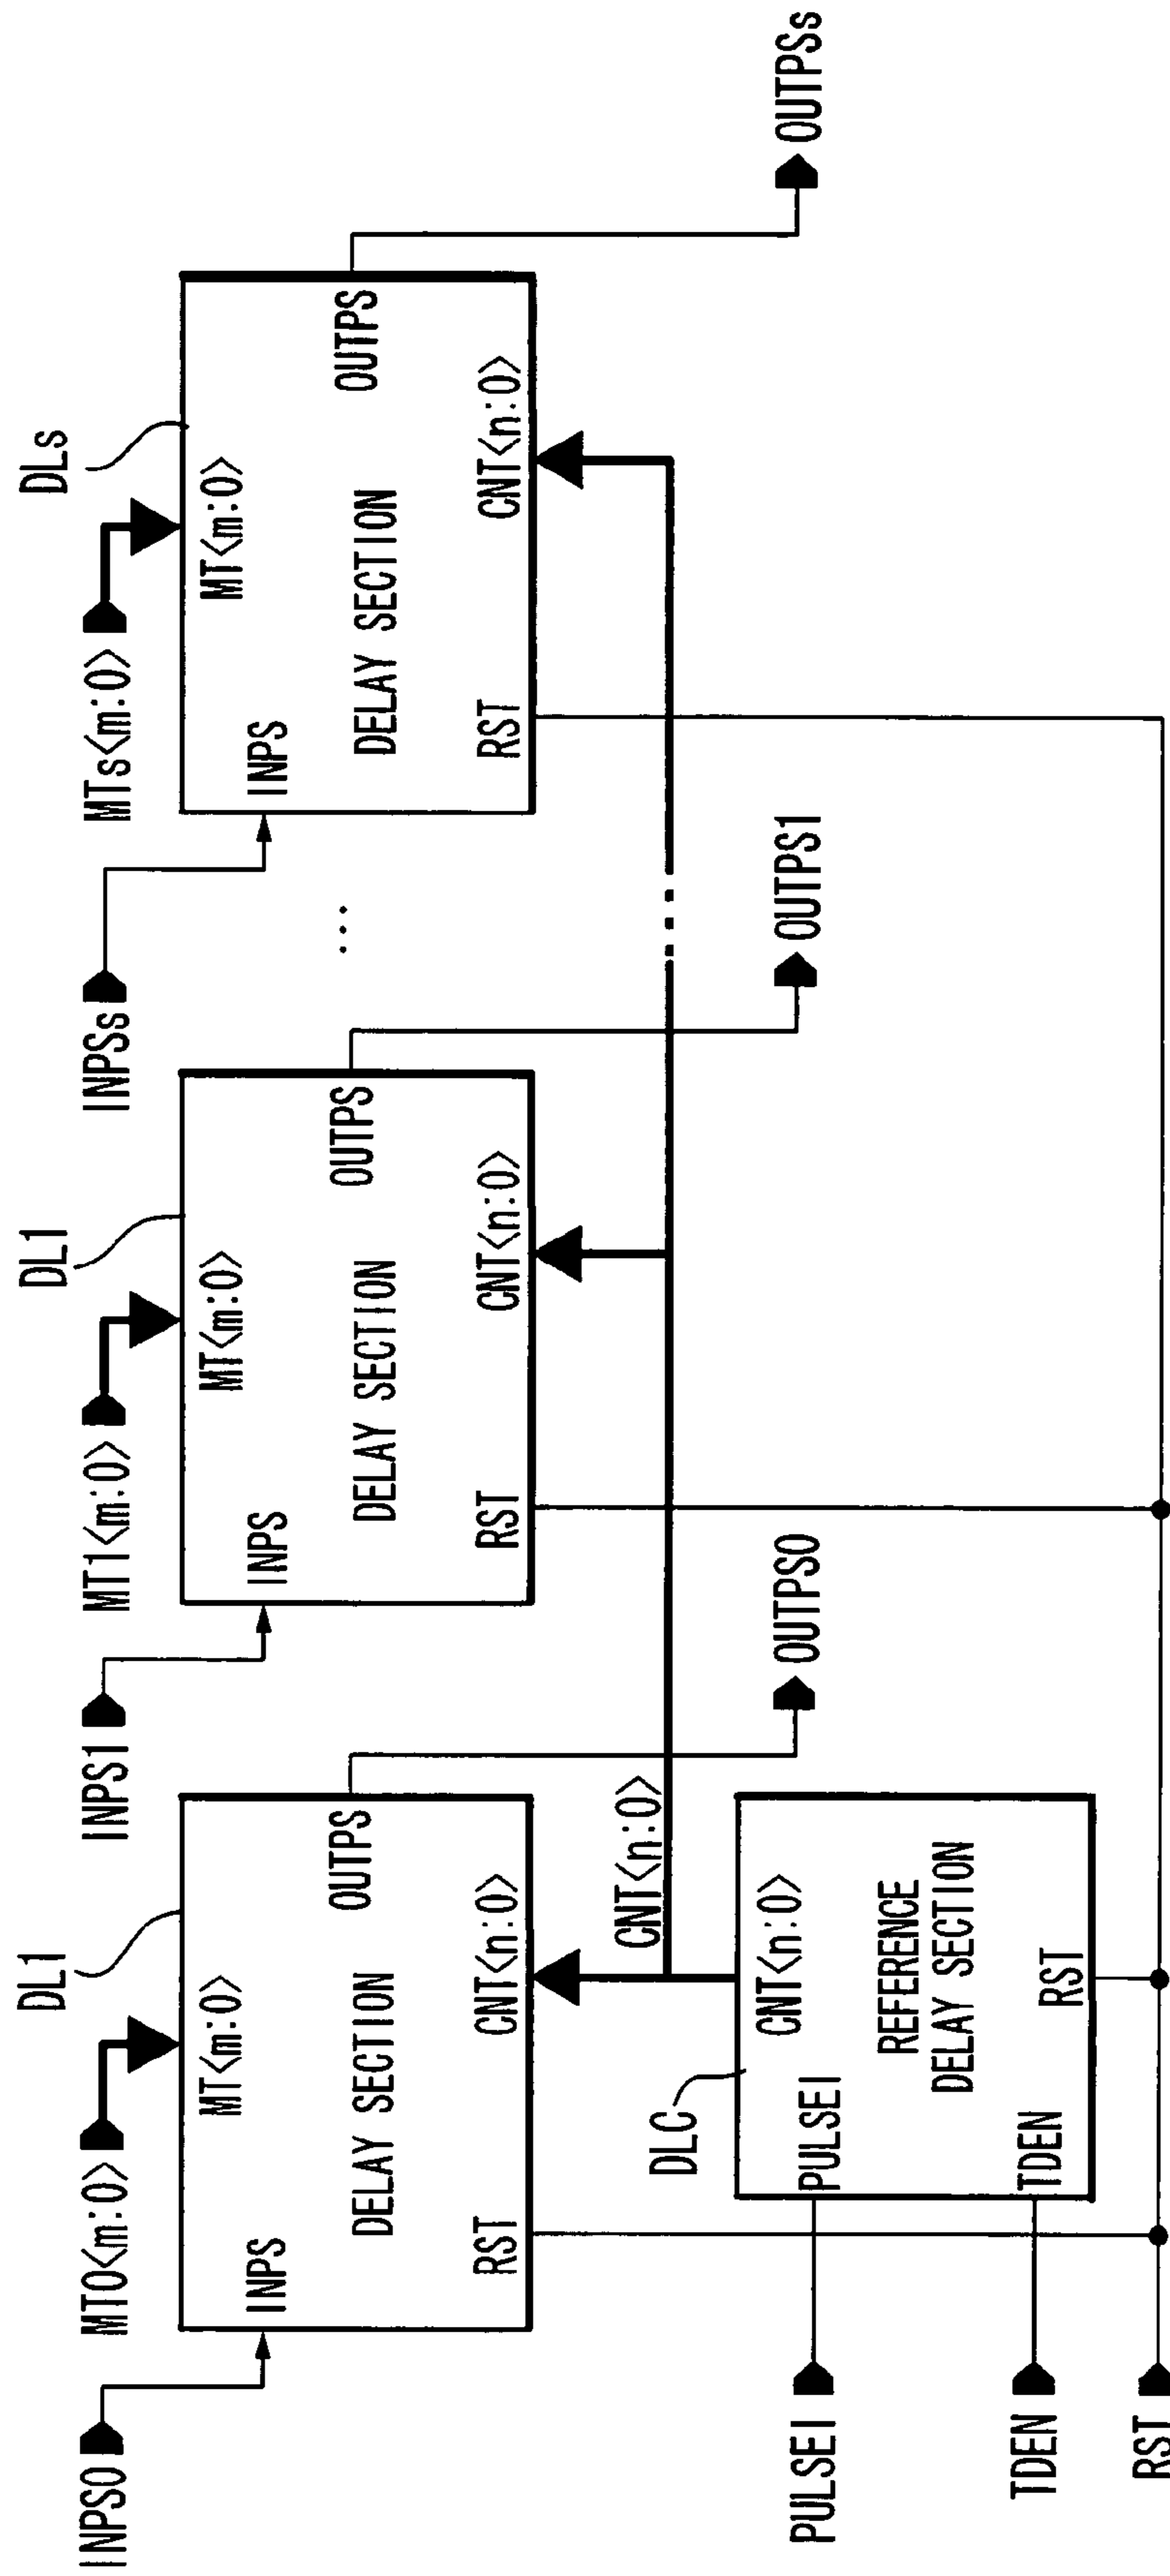 DL1
DL1
DLs
MT0<m:0>
MT1<m:0>
MTs<m:0>
INPS0
INPS1
INPSs
MT<m:0>
INPS
DELAY SECTION
OUTPS
RST
CNT<n:0>
MT<m:0>
INPS
DELAY SECTION
OUTPS
RST
CNT<n:0>
...
MT<m:0>
INPS
DELAY SECTION
OUTPS
RST
CNT<n:0>
CNT<n:0>
OUTPS0
OUTPS1
OUTPSs
DLC
CNT<n:0>
PULSEI
REFERENCE
DELAY SECTION
TDEN
RST
PULSEI
TDEN
RST